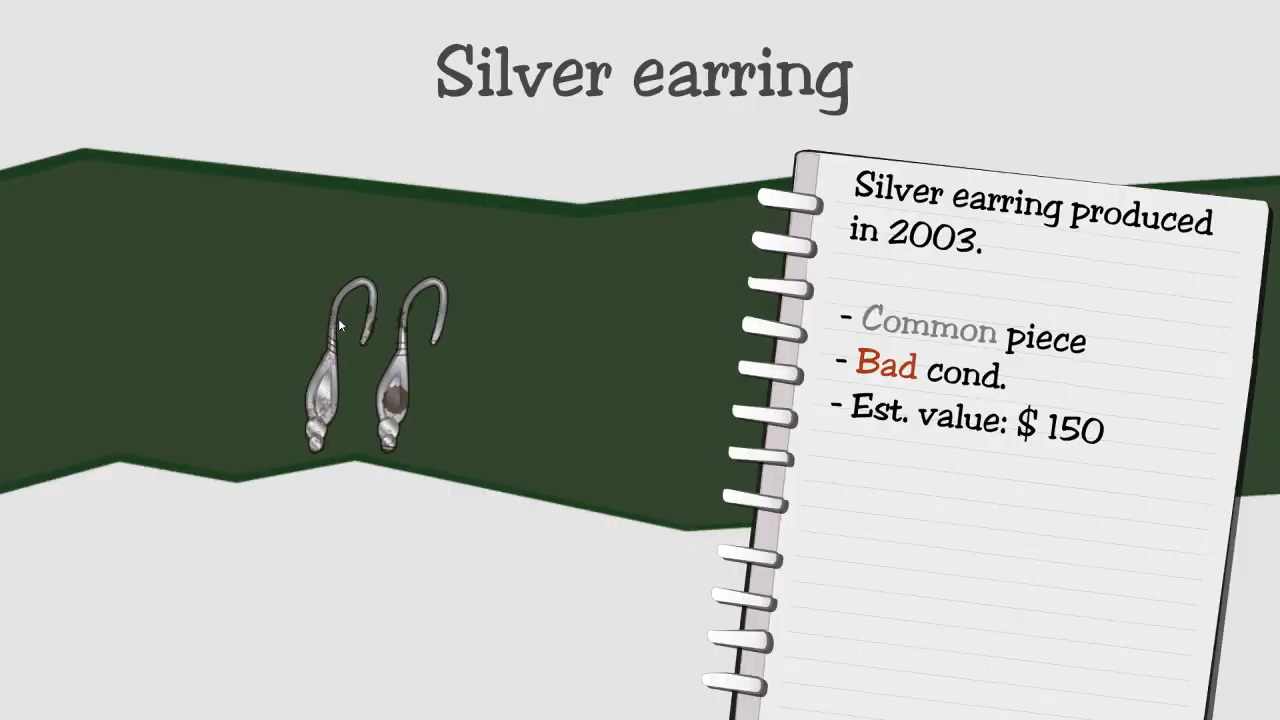 Silver earring
Silver earring produced
in 2003.
- Common piece
- Bad cond.
- Est. value: $ 150